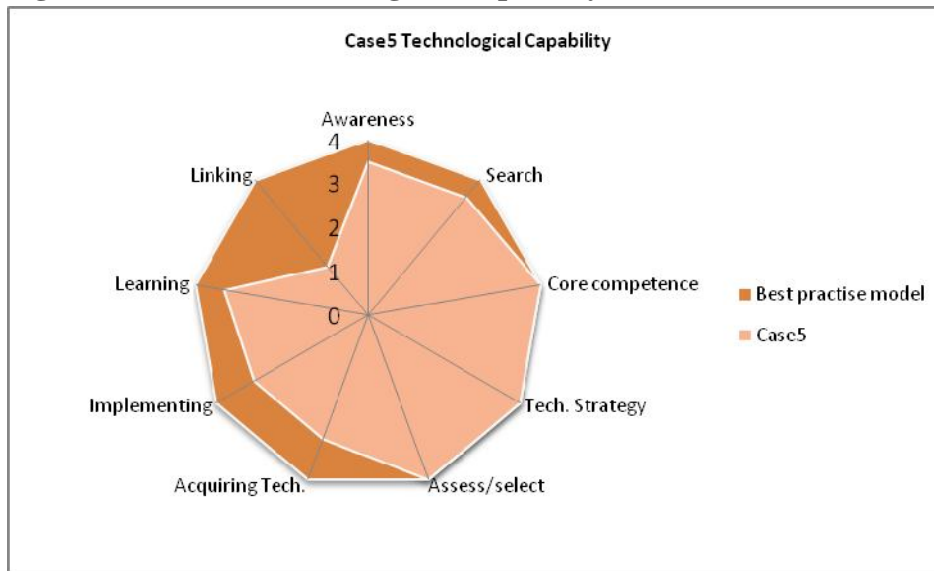 Case5 Technological Capability
Awareness
4
Linking
Search
3
2
Learning
1
Core competence
Best practise model
0
Case5
Implementing
Tech. Strategy
Acquiring Tech.
Assess/select